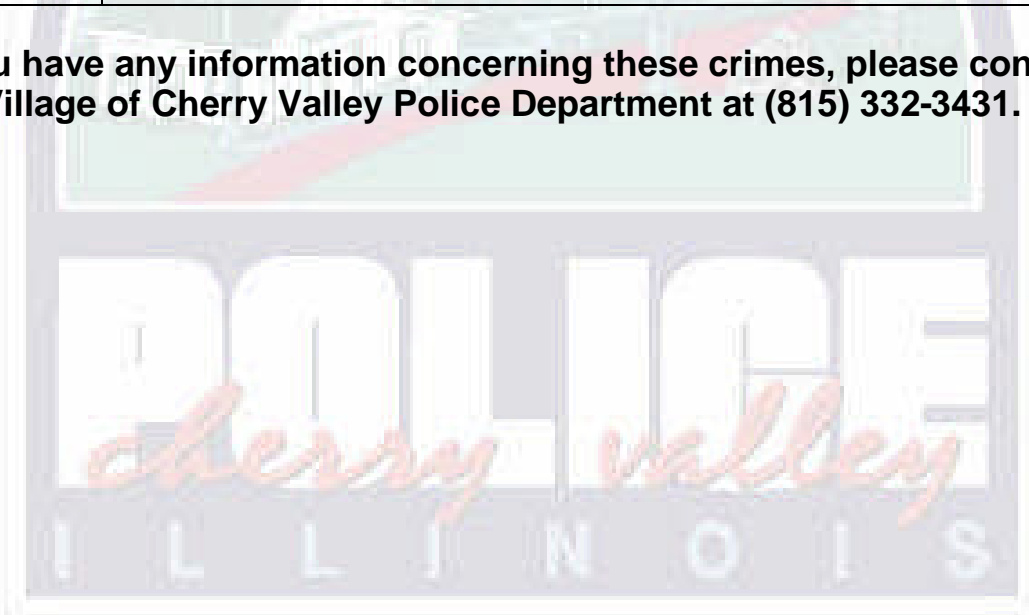 u have any information concerning these crimes, please con
Village of Cherry Valley Police Department at (815) 332-3431.
POLICE
cherry valley
ILLINOIS